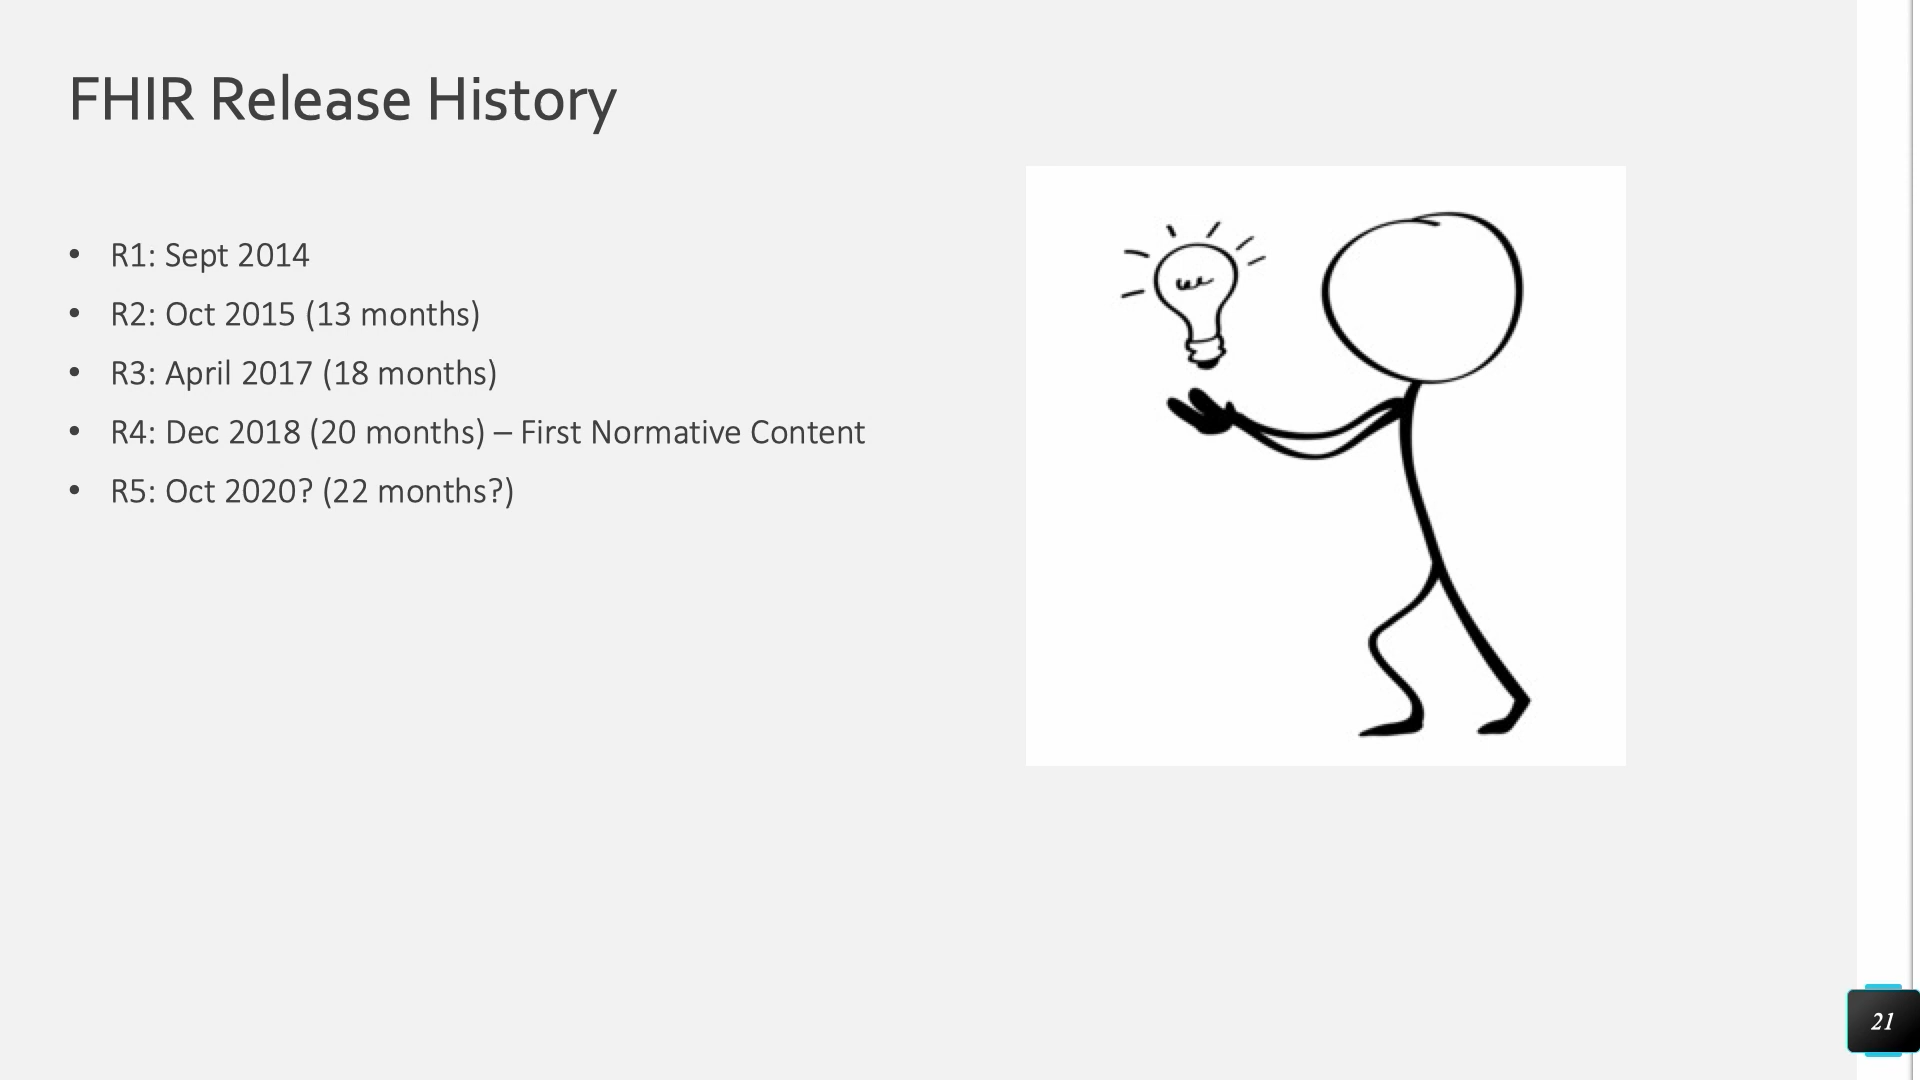 FHIR Release History
• R1: Sept 2014
• R2: Oct 2015 (13 months)
• R3: April 2017 (18 months)
• R4: Dec 2018 (20 months) – First Normative Content
• R5: Oct 2020? (22 months?)
21